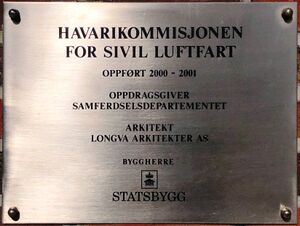 HAVARIKOMMISJONEN
FOR SIVIL LUFTFART
OPPFØRT 2000 - 2001
OPPDRAGSGIVER
SAMFERDSELSDEPARTEMENTET
ARKITEKT
LONGVA ARKITEKTER AS
BYGGHERRE
STATSBYGG